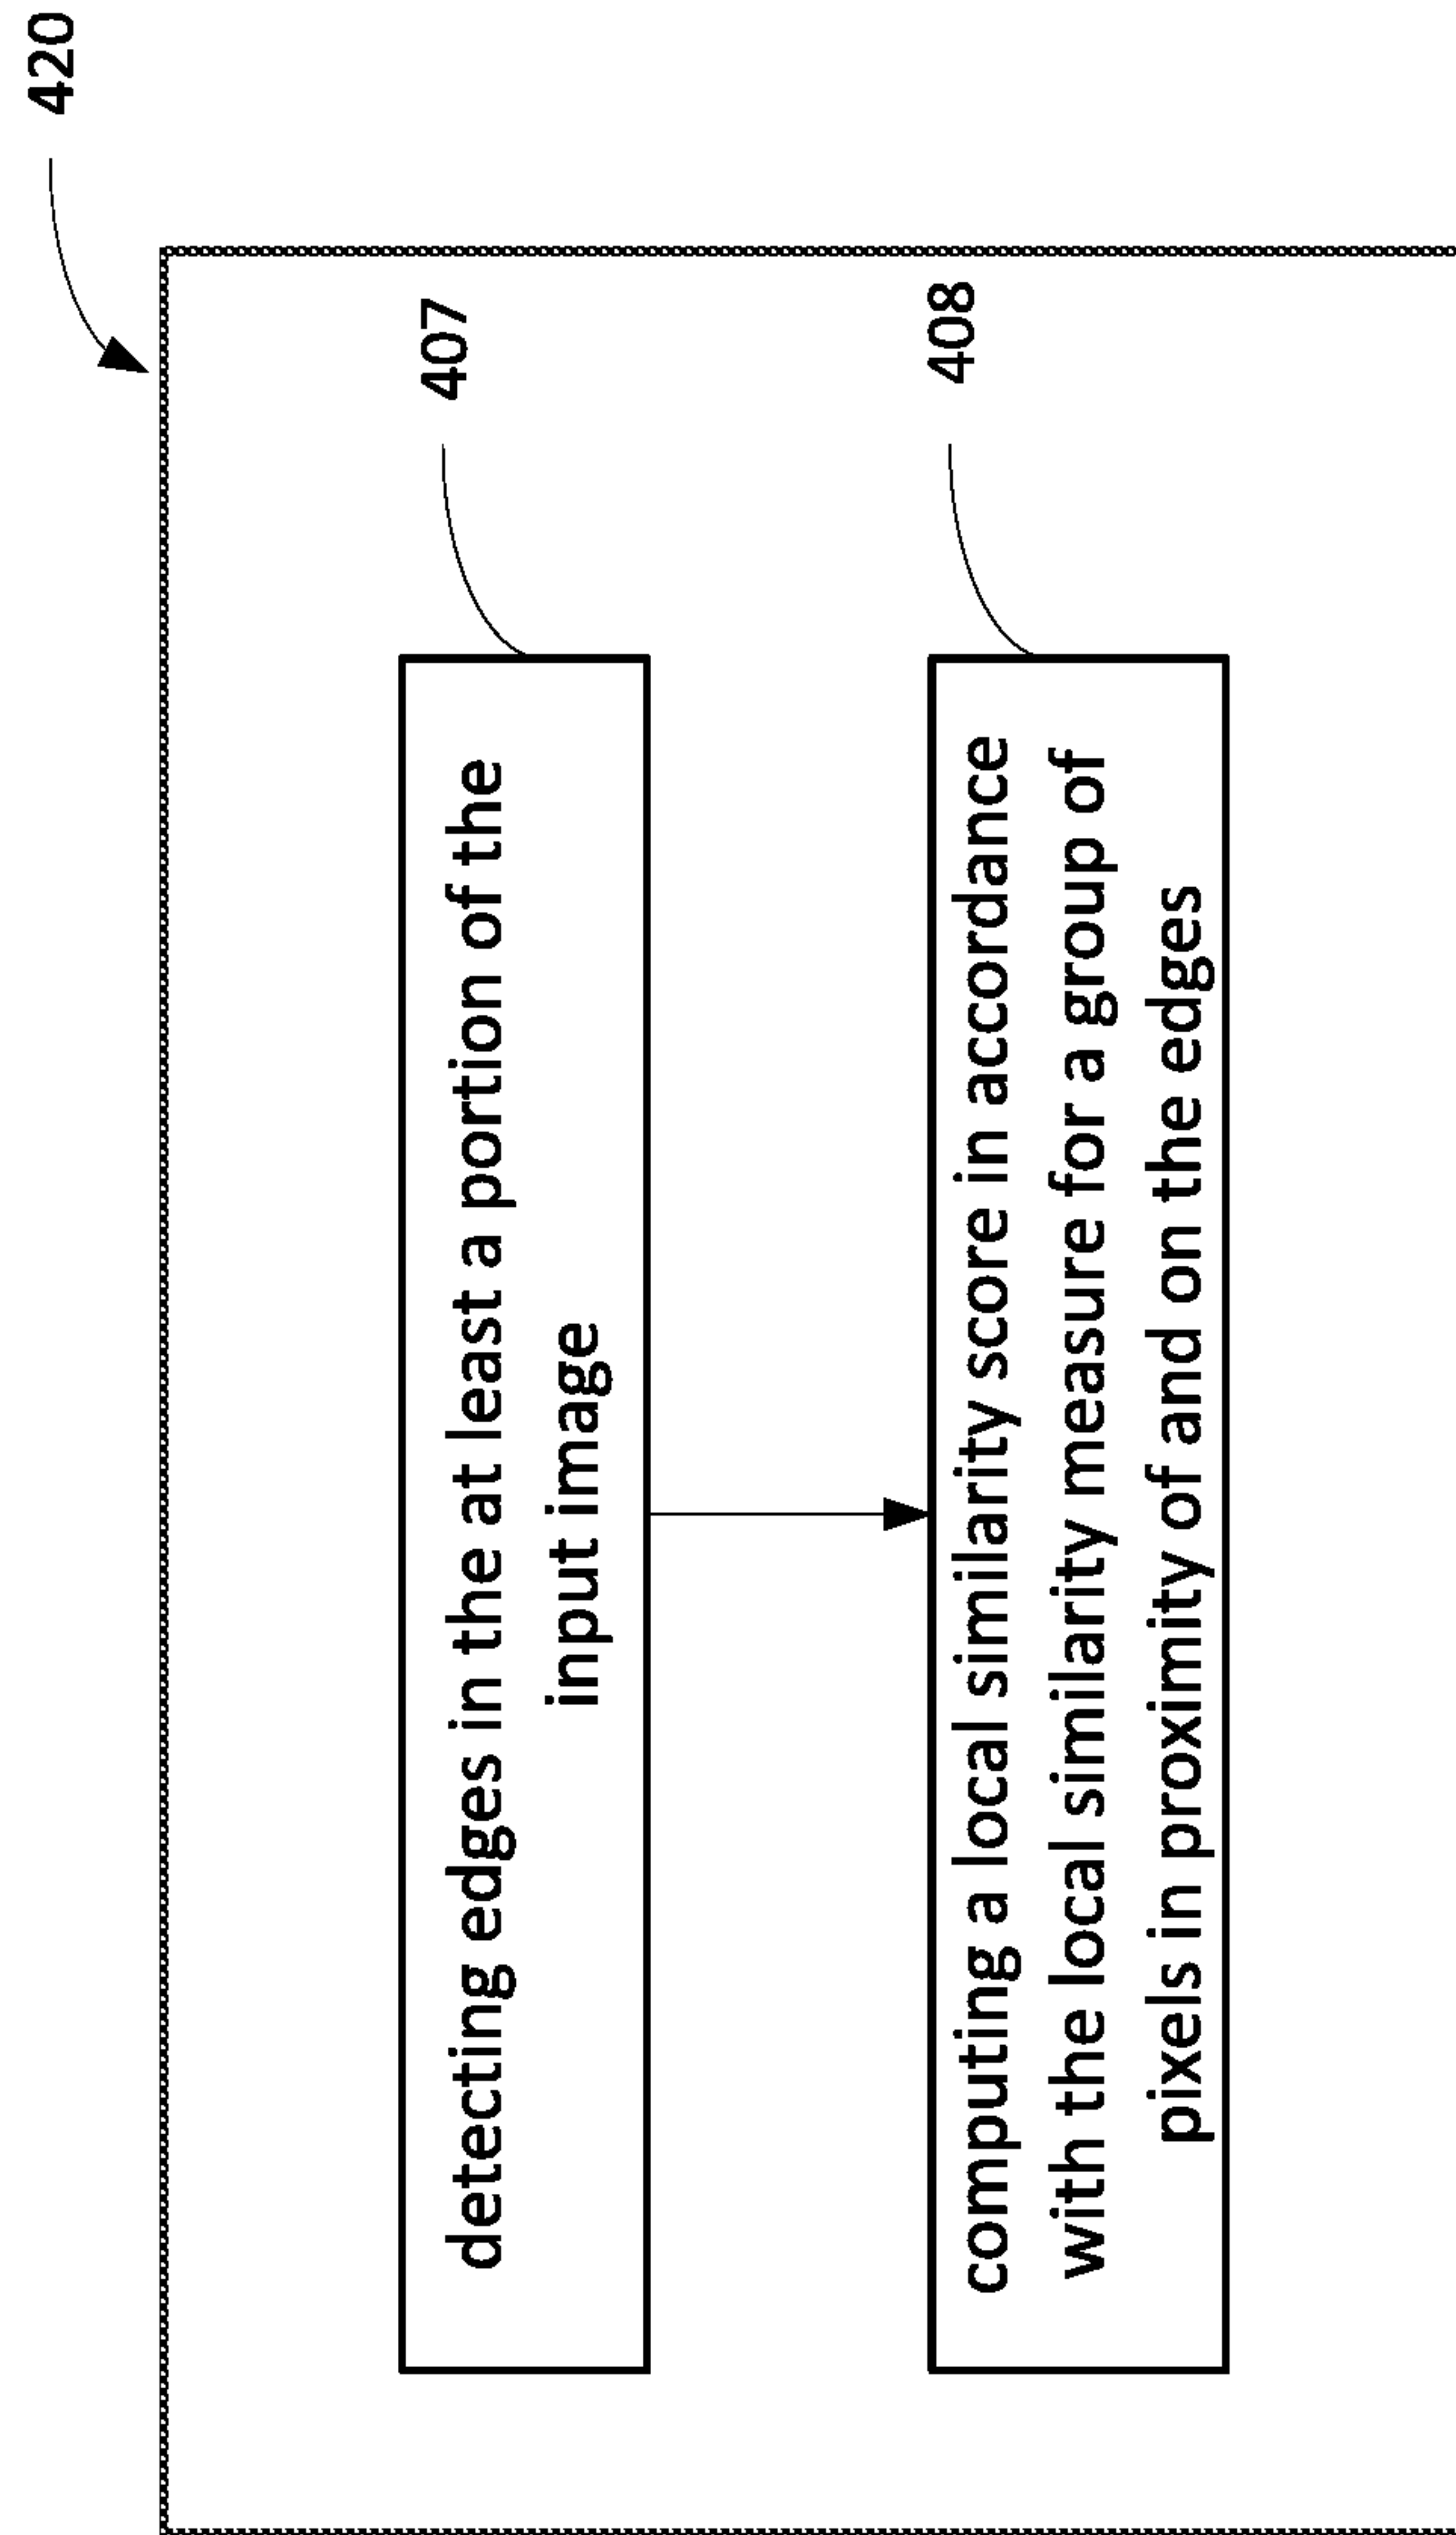 420
407
detecting edges in the at least a portion of the
input image
408
computing a local similarity score in accordance
with the local similarity measure for a group of
pixels in proximity of and on the edges